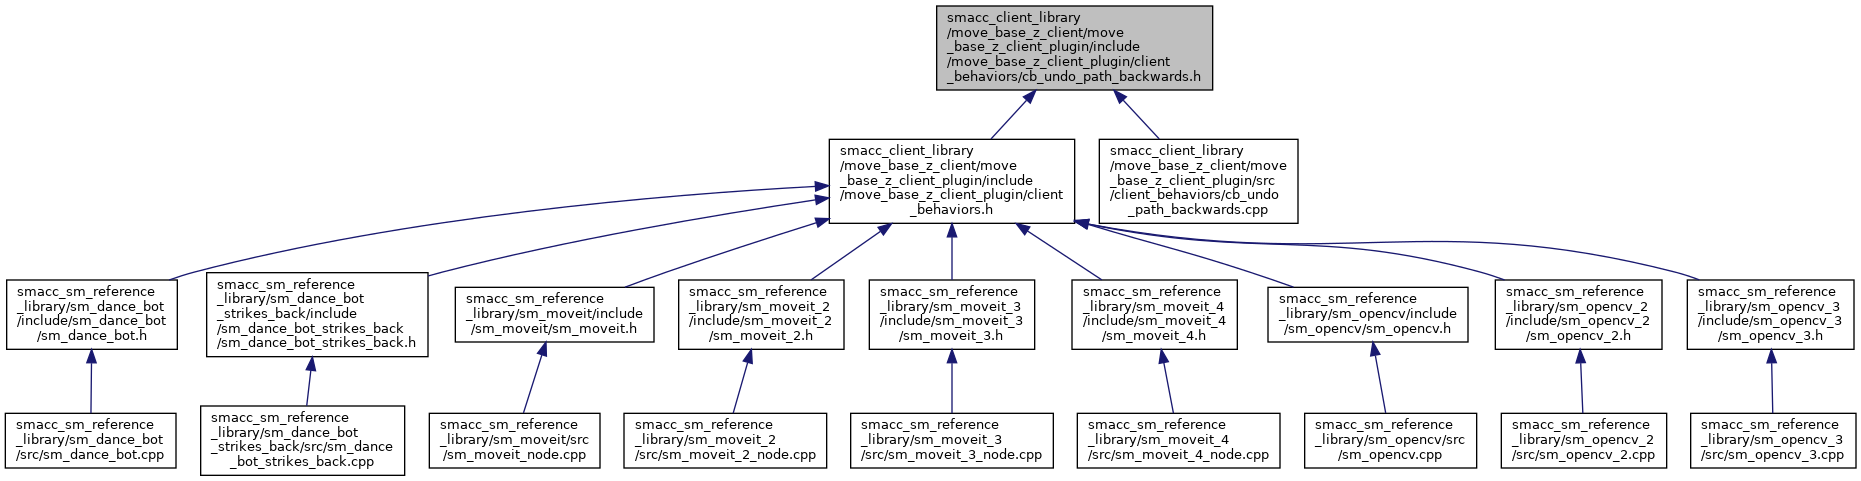 smacc_client_library
/move_base_z_client/move
_base_z_client_plugin/include
/move_base_z_client_plugin/client
_behaviors/cb_undo_path_backwards.h
smacc_client_library
/move_base_z_client/move
_base_z_client_plugin/include
/move_base_z_client_plugin/client
_behaviors.h
smacc_client_library
/move_base_z_client/move
_base_z_client_plugin/src
/client_behaviors/cb_undo
_path_backwards.cpp
smacc_sm_reference
_library/sm_dance_bot
/include/sm_dance_bot
/sm_dance_bot.h
smacc_sm_reference
_library/sm_dance_bot
_strikes_back/include
/sm_dance_bot_strikes_back
/sm_dance_bot_strikes_back.h
smacc_sm_reference
_library/sm_moveit/include
/sm_moveit/sm_moveit.h
smacc_sm_reference
_library/sm_moveit_2
/include/sm_moveit_2
/sm_moveit_2.h
smacc_sm_reference
_library/sm_moveit_3
/include/sm_moveit_3
/sm_moveit_3.h
smacc_sm_reference
_library/sm_moveit_4
/include/sm_moveit_4
/sm_moveit_4.h
smacc_sm_reference
_library/sm_opencv/include
/sm_opencv/sm_opencv.h
smacc_sm_reference
_library/sm_opencv_2
/include/sm_opencv_2
/sm_opencv_2.h
smacc_sm_reference
_library/sm_opencv_3
/include/sm_opencv_3
/sm_opencv_3.h
smacc_sm_reference
_library/sm_dance_bot
/src/sm_dance_bot.cpp
smacc_sm_reference
_library/sm_dance_bot
_strikes_back/src/sm_dance
_bot_strikes_back.cpp
smacc_sm_reference
_library/sm_moveit/src
/sm_moveit_node.cpp
smacc_sm_reference
_library/sm_moveit_2
/src/sm_moveit_2_node.cpp
smacc_sm_reference
_library/sm_moveit_3
/src/sm_moveit_3_node.cpp
smacc_sm_reference
_library/sm_moveit_4
/src/sm_moveit_4_node.cpp
smacc_sm_reference
_library/sm_opencv/src
/sm_opencv.cpp
smacc_sm_reference
_library/sm_opencv_2
/src/sm_opencv_2.cpp
smacc_sm_reference
_library/sm_opencv_3
/src/sm_opencv_3.cpp